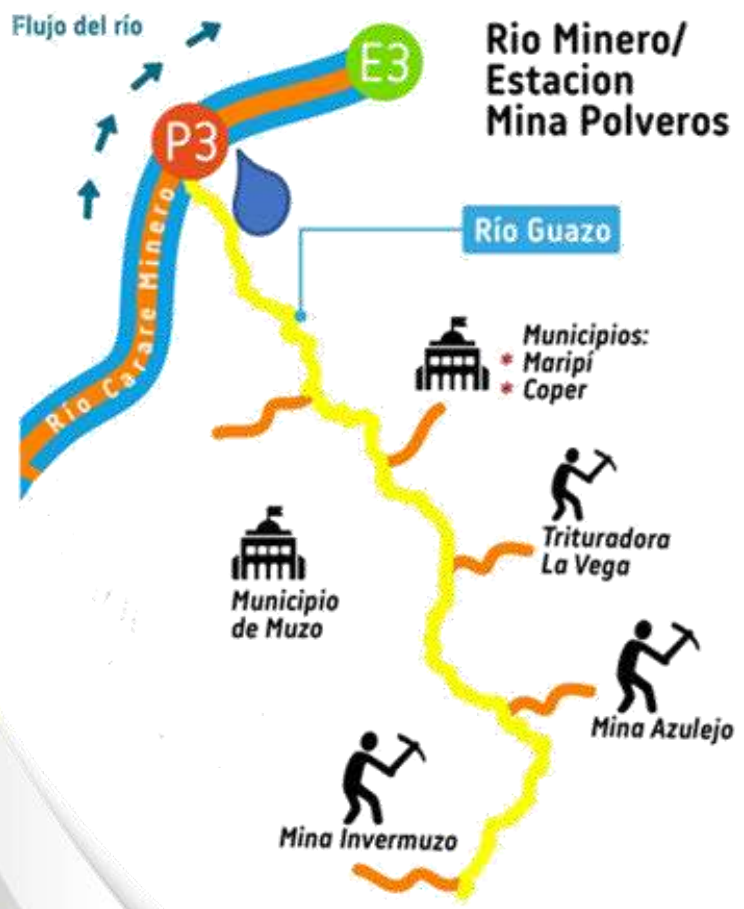 Flujo del río
Rio Minero/
Estacion
Mina Polveros
E3
P3
Río Carare Minero
Río Guazo
Municipios:
* Maripí
* Coper
Trituradora
La Vega
Municipio
de Muzo
Mina Azulejo
Mina Invermuzo